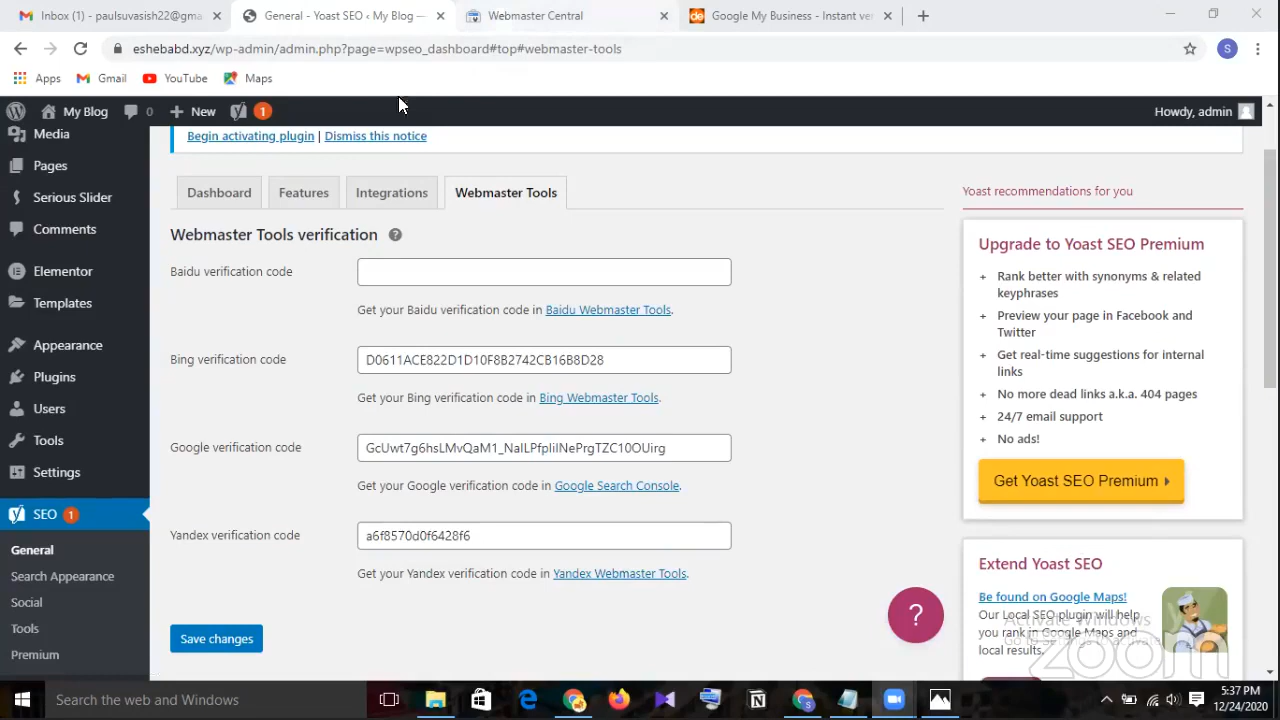 Inbox (1) - paulsuvasish22@gmai
General - Yoast SEO ‹ My Blog —
Webmaster Central
Google My Business - Instant ver
eshebabd.xyz/wp-admin/admin.php?page=wpseo_dashboard#top#webmaster-tools
S
Apps
Gmail
YouTube
Maps
My Blog
0
New
1
Howdy, admin
Media
Pages
Serious Slider
Comments
Elementor
Templates
Appearance
Plugins
Users
Tools
Settings
SEO 1
General
Search Appearance
Social
Tools
Premium
Begin activating plugin | Dismiss this notice
Dashboard
Features
Integrations
Webmaster Tools
Webmaster Tools verification ?
Baidu verification code
Get your Baidu verification code in Baidu Webmaster Tools.
Bing verification code
D0611ACE822D1D10F8B2742CB16B8D28
Get your Bing verification code in Bing Webmaster Tools.
Google verification code
GcUwt7g6hsLMvQaM1_NaILPfpIiINePrgTZC10OUirg
Get your Google verification code in Google Search Console.
Yandex verification code
a6f8570d0f6428f6
Get your Yandex verification code in Yandex Webmaster Tools.
Save changes
?
Yoast recommendations for you
Upgrade to Yoast SEO Premium
+ Rank better with synonyms & related
keyphrases
+ Preview your page in Facebook and
Twitter
+ Get real-time suggestions for internal
links
+ No more dead links a.k.a. 404 pages
+ 24/7 email support
+ No ads!
Get Yoast SEO Premium
Extend Yoast SEO
Be found on Google Maps!
Our Local SEO plugin will help
you rank in Google Maps and
local results.
Activate Windows
zoom
Search the web and Windows
5:37 PM
12/24/2020